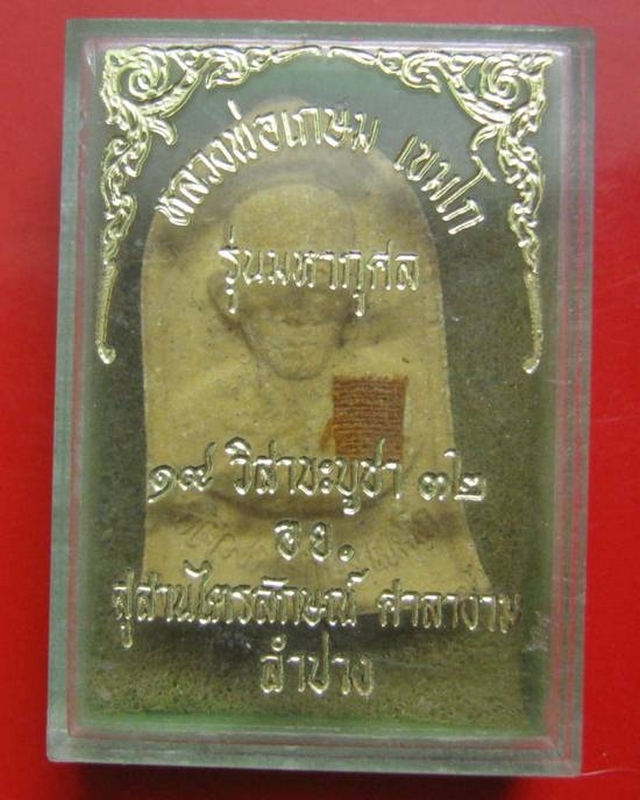 หลวงพ่อเกษม เขมโก
รุ่นมหากุศล
๑๗ วิสาขะบูชา ๓๒
อย.
สุสานไตรลักษณ์ ศาลางาม
ลำปาง